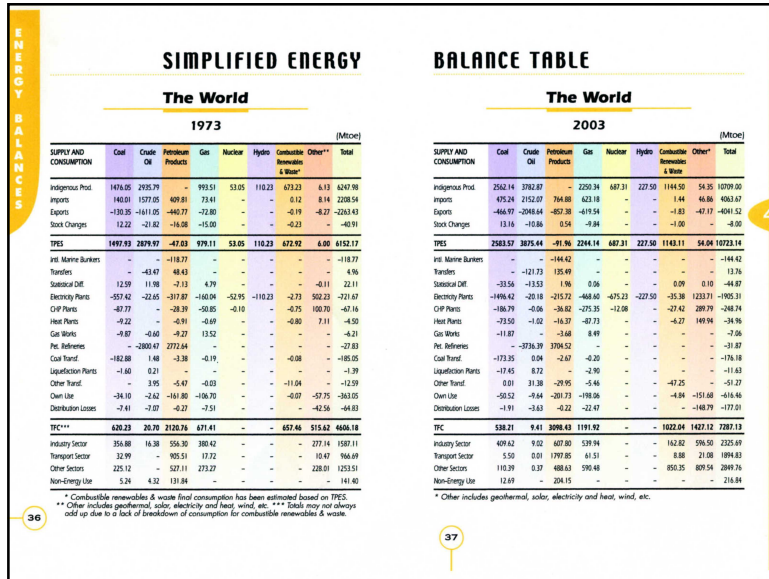 ENERGY BALANCES
SIMPLIFIED ENERGY
The World
1973
(Mtoe)
SUPPLY AND Coal Crude Petroleum Gas Nuclear Hydro Combustible Other** Total
CONSUMPTION Oil Products Renewables
& Waste*
Indigenous Prod. 1476.05 2935.79 – 993.51 53.05 110.23 673.23 6.13 6247.98
Imports 140.01 1577.05 409.81 73.41 – – 0.12 8.14 2208.54
Exports –130.35 –1611.05 –440.77 –72.80 – – –0.19 –8.27 –2263.43
Stock Changes 12.22 –21.82 –16.08 –15.00 – – –0.23 – –40.91
TPES 1497.93 2879.97 –47.03 979.11 53.05 110.23 672.92 6.00 6152.17
Intl. Marine Bunkers – – –118.77 – – – – – –118.77
Transfers – –43.47 48.43 – – – – – 4.96
Statistical Diff. 12.59 11.98 –7.13 4.79 – – – –0.11 22.11
Electricity Plants –557.42 –22.65 –317.87 –160.04 –52.95 –110.23 –2.73 502.23 –721.67
CHP Plants –87.77 – –28.39 –50.85 –0.10 – –0.75 100.70 –67.16
Heat Plants –9.22 – –0.91 –0.69 – – –0.80 7.11 –4.50
Gas Works –9.87 –0.60 –9.27 13.52 – – – – –6.21
Pet. Refineries – –2800.47 2772.64 – – – – – –27.83
Coal Transf. –182.88 1.48 –3.38 –0.19 – – –0.08 – –185.05
Liquefaction Plants –1.60 0.21 – – – – – – –1.39
Other Transf. – 3.95 –5.47 –0.03 – – –11.04 – –12.59
Own Use –34.10 –2.62 –161.80 –106.70 – – –0.07 –57.75 –363.05
Distribution Losses –7.41 –7.07 –0.27 –7.51 – – – –42.56 –64.83
TFC*** 620.23 20.70 2120.76 671.41 – – 657.46 515.62 4606.18
Industry Sector 356.88 16.38 556.30 380.42 – – – 277.14 1587.11
Transport Sector 32.99 – 905.51 17.72 – – – 10.47 966.69
Other Sectors 225.12 – 527.11 273.27 – – – 228.01 1253.51
Non–Energy Use 5.24 4.32 131.84 – – – – – 141.40
* Combustible renewables & waste final consumption has been estimated based on TPES.
** Other includes geothermal, solar, electricity and heat, wind, etc. *** Totals may not always
add up due to a lack of breakdown of consumption for combustible renewables & waste.
36
BALANCE TABLE
The World
2003
(Mtoe)
SUPPLY AND Coal Crude Petroleum Gas Nuclear Hydro Combustible Other* Total
CONSUMPTION Oil Products Renewables
& Waste
Indigenous Prod. 2562.14 3782.87 – 2250.34 687.31 227.50 1144.50 54.35 10709.00
Imports 475.24 2152.07 764.88 623.18 – – 1.44 46.86 4063.67
Exports –466.97 –2048.64 –857.38 –619.54 – – –1.83 –47.17 –4041.52
Stock Changes 13.16 –10.86 0.54 –9.84 – – –1.00 – –8.00
TPES 2583.57 3875.44 –91.96 2244.14 687.31 227.50 1143.11 54.04 10723.14
Intl. Marine Bunkers – – –144.42 – – – – – –144.42
Transfers – –121.73 135.49 – – – – – 13.76
Statistical Diff. –33.56 –13.53 1.96 0.06 – – 0.09 0.10 –44.87
Electricity Plants –1496.42 –20.18 –215.72 –468.60 –675.23 –227.50 –35.38 1233.71 –1905.31
CHP Plants –186.79 –0.06 –36.82 –275.35 –12.08 – –27.42 289.79 –248.74
Heat Plants –73.50 –1.02 –16.37 –87.73 – – –6.27 149.94 –34.96
Gas Works –11.87 – –3.68 8.49 – – – – –7.06
Pet. Refineries – –3736.39 3704.52 – – – – – –31.87
Coal Transf. –173.35 0.04 –2.67 –0.20 – – – – –176.18
Liquefaction Plants –17.45 8.72 – –2.90 – – – – –11.63
Other Transf. 0.01 31.38 –29.95 –5.46 – – –47.25 – –51.27
Own Use –50.52 –9.64 –201.73 –198.06 – – –4.84 –151.68 –616.46
Distribution Losses –1.91 –3.63 –0.22 –22.47 – – – –148.79 –177.01
TFC 538.21 9.41 3098.43 1191.92 – – 1022.04 1427.12 7287.13
Industry Sector 409.62 9.02 607.80 539.94 – – 162.82 596.50 2325.69
Transport Sector 5.50 0.01 1797.85 61.51 – – 8.88 21.08 1894.83
Other Sectors 110.39 0.37 488.63 590.48 – – 850.35 809.54 2849.76
Non–Energy Use 12.69 – 204.15 – – – – – 216.84
* Other includes geothermal, solar, electricity and heat, wind, etc.
37